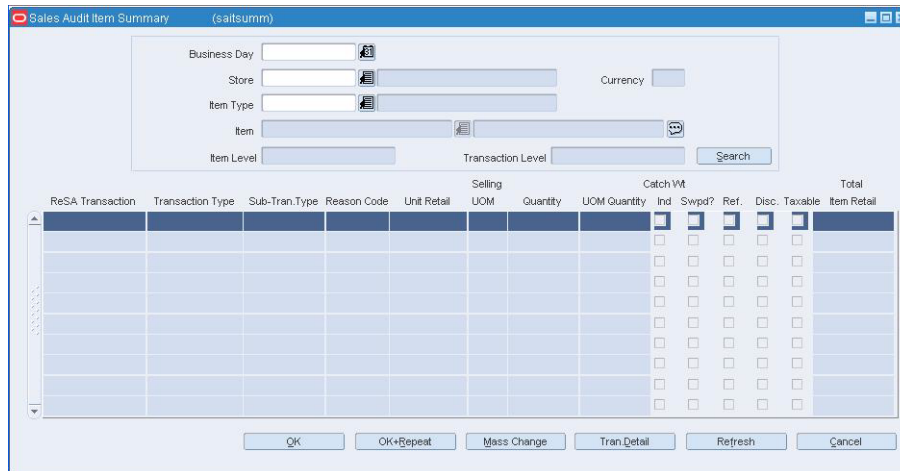 Sales Audit Item Summary (saitsumm)
Business Day
Store Currency
Item Type
Item
Item Level Transaction Level Search
Selling Catch Wt Total
ReSA Transaction Transaction Type Sub-Tran.Type Reason Code Unit Retail UOM Quantity UOM Quantity Ind Swpd? Ref. Disc. Taxable Item Retail
OK OK+Repeat Mass Change Tran.Detail Refresh Cancel